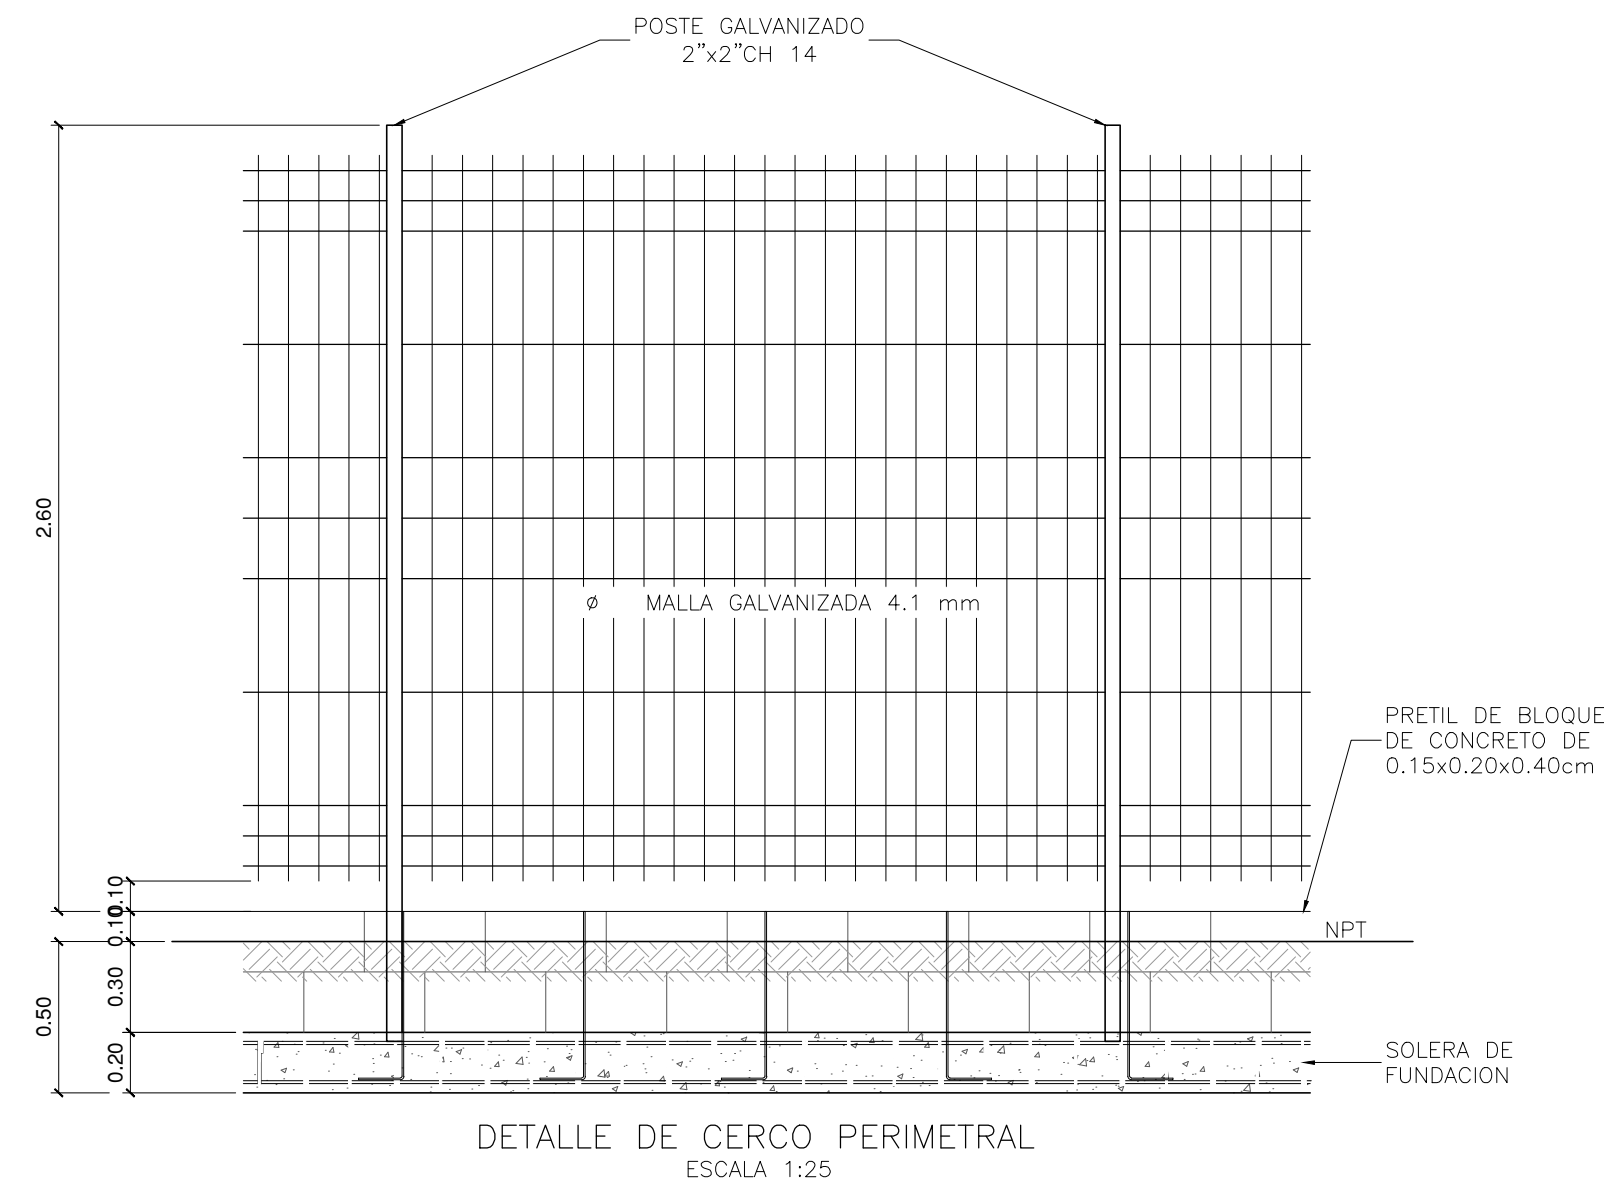 POSTE GALVANIZADO
2”x2”CH 14
2.60
Ø MALLA GALVANIZADA 4.1 mm
PRETIL DE BLOQUE
DE CONCRETO DE
0.15x0.20x0.40cm
0.10
0.10
NPT
0.30
0.50
0.20
SOLERA DE
FUNDACION
DETALLE DE CERCO PERIMETRAL
ESCALA 1:25